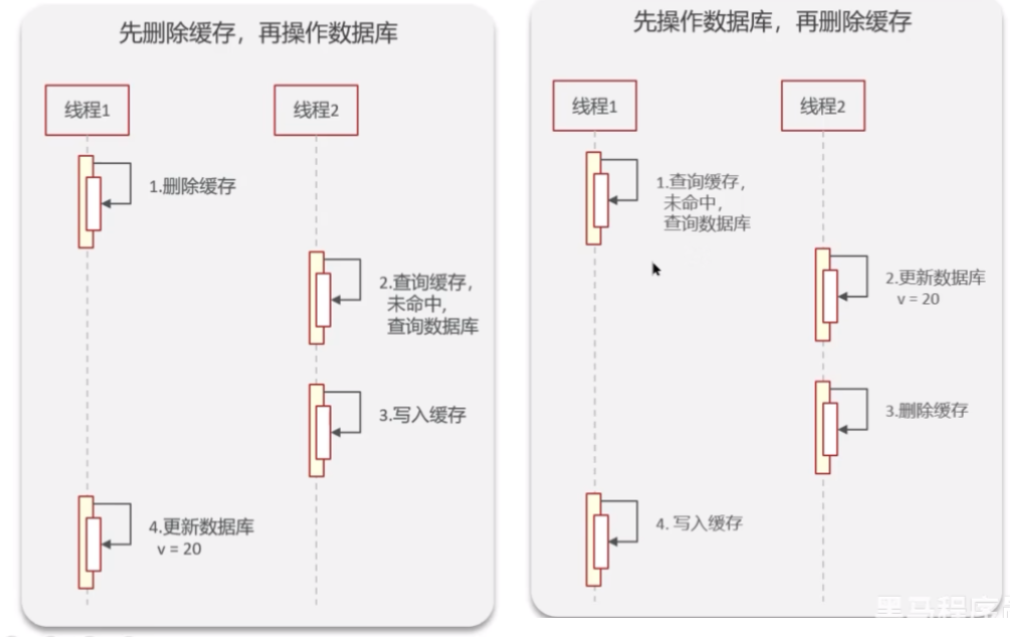 先删除缓存，再操作数据库
线程1
线程2
1.删除缓存
2.查询缓存，
未命中，
查询数据库
3.写入缓存
4.更新数据库
v = 20
先操作数据库，再删除缓存
线程1
线程2
1.查询缓存，
未命中，
查询数据库
2.更新数据库
v = 20
3.删除缓存
4. 写入缓存
黑马程序